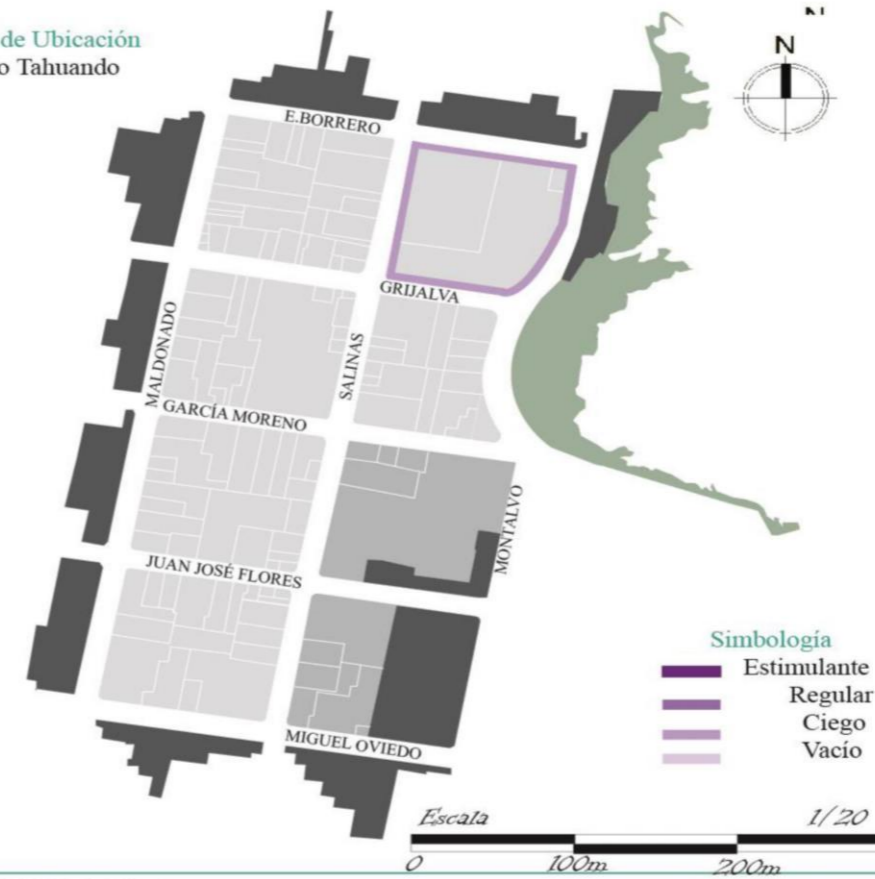 de Ubicación
o Tahuando
N
N
E.BORRERO
GRIJALVA
MALDONADO
SALINAS
GARCÍA MORENO
MONTALVO
JUAN JOSÉ FLORES
MIGUEL OVIEDO
Simbología
Estimulante
Regular
Ciego
Vacío
Escala 1/20
0 100m 200m